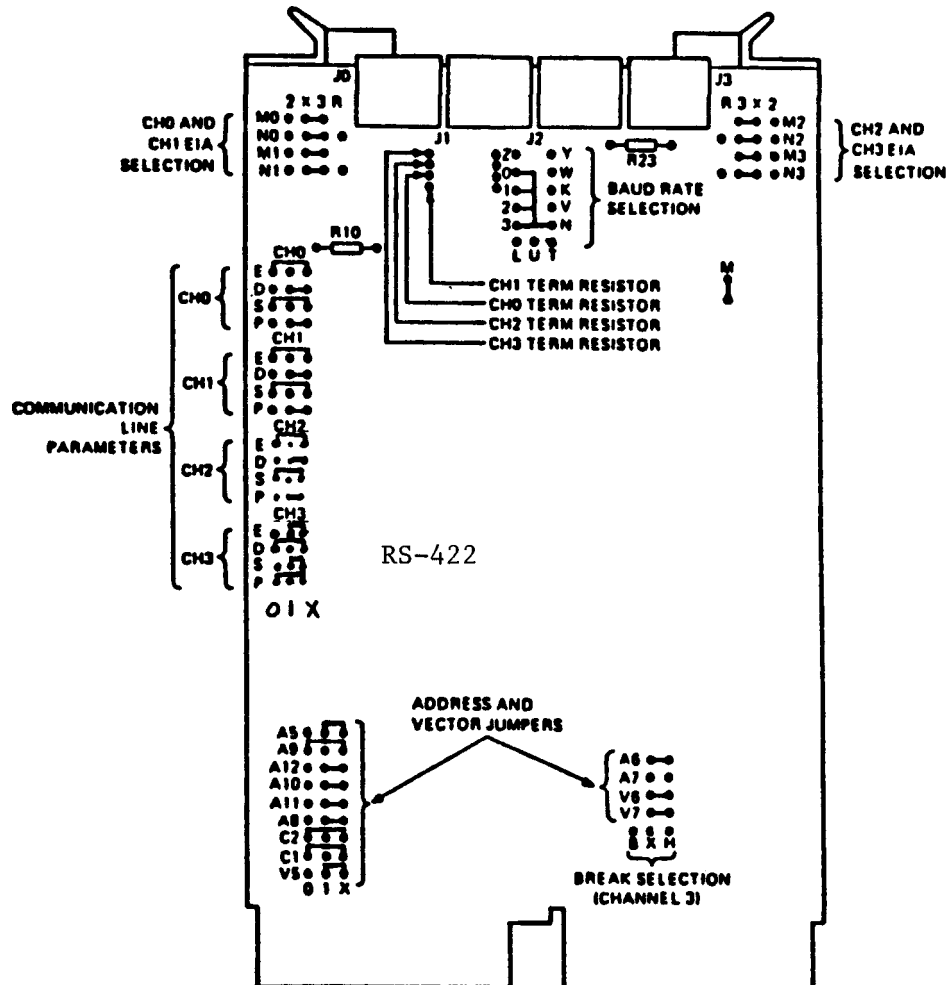 J0
J3
2 X 3 R
R 3 X 2
CH0 AND
CH1 EIA
SELECTION
M0
N0
M1
N1
J1
J2
R23
M2
N2
M3
N3
CH2 AND
CH3 EIA
SELECTION
Z
0
1
2
3
Y
W
K
V
N
L U T
BAUD RATE
SELECTION
R10
M
CH1 TERM RESISTOR
CH0 TERM RESISTOR
CH2 TERM RESISTOR
CH3 TERM RESISTOR
COMMUNICATION
LINE
PARAMETERS
CH0
CH0
E
D
S
P
CH1
CH1
E
D
S
P
CH2
CH2
E
D
S
P
CH3
CH3
E
D
S
P
O I X
RS-422
ADDRESS AND
VECTOR JUMPERS
A5
A9
A12
A10
A11
A8
C2
C1
V5
0 1 X
A6
A7
V6
V7
B X H
BREAK SELECTION
(CHANNEL 3)